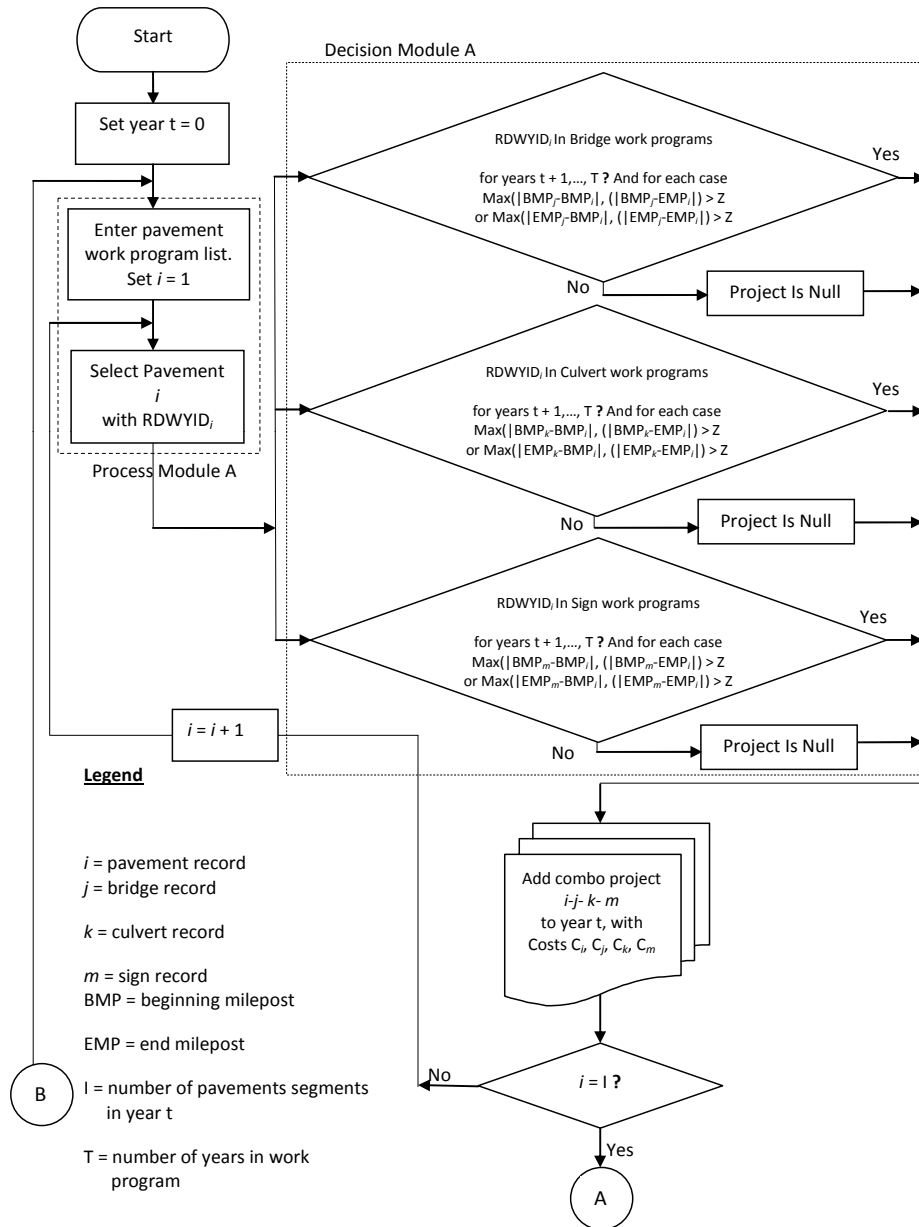 Start
Set year t = 0
Enter pavement
work program list.
Set i = 1
Select Pavement
i
with RDWYIDi
Process Module A
Decision Module A
RDWYIDi In Bridge work programs
for years t + 1,…, T ? And for each case
Max(|BMPj-BMPi|, (|BMPj-EMPi|) > Z
or Max(|EMPj-BMPi|, (|EMPj-EMPi|) > Z
Yes
No
Project Is Null
RDWYIDi In Culvert work programs
for years t + 1,…, T ? And for each case
Max(|BMPk-BMPi|, (|BMPk-EMPi|) > Z
or Max(|EMPk-BMPi|, (|EMPk-EMPi|) > Z
Yes
No
Project Is Null
RDWYIDi In Sign work programs
for years t + 1,…, T ? And for each case
Max(|BMPm-BMPi|, (|BMPm-EMPi|) > Z
or Max(|EMPm-BMPi|, (|EMPm-EMPi|) > Z
Yes
No
Project Is Null
i = i + 1
Legend
i = pavement record
j = bridge record
k = culvert record
m = sign record
BMP = beginning milepost
EMP = end milepost
I = number of pavements segments
in year t
T = number of years in work
program
B
Add combo project
i-j- k- m
to year t, with
Costs Ci, Cj, Ck, Cm
i = I ?
No
Yes
A